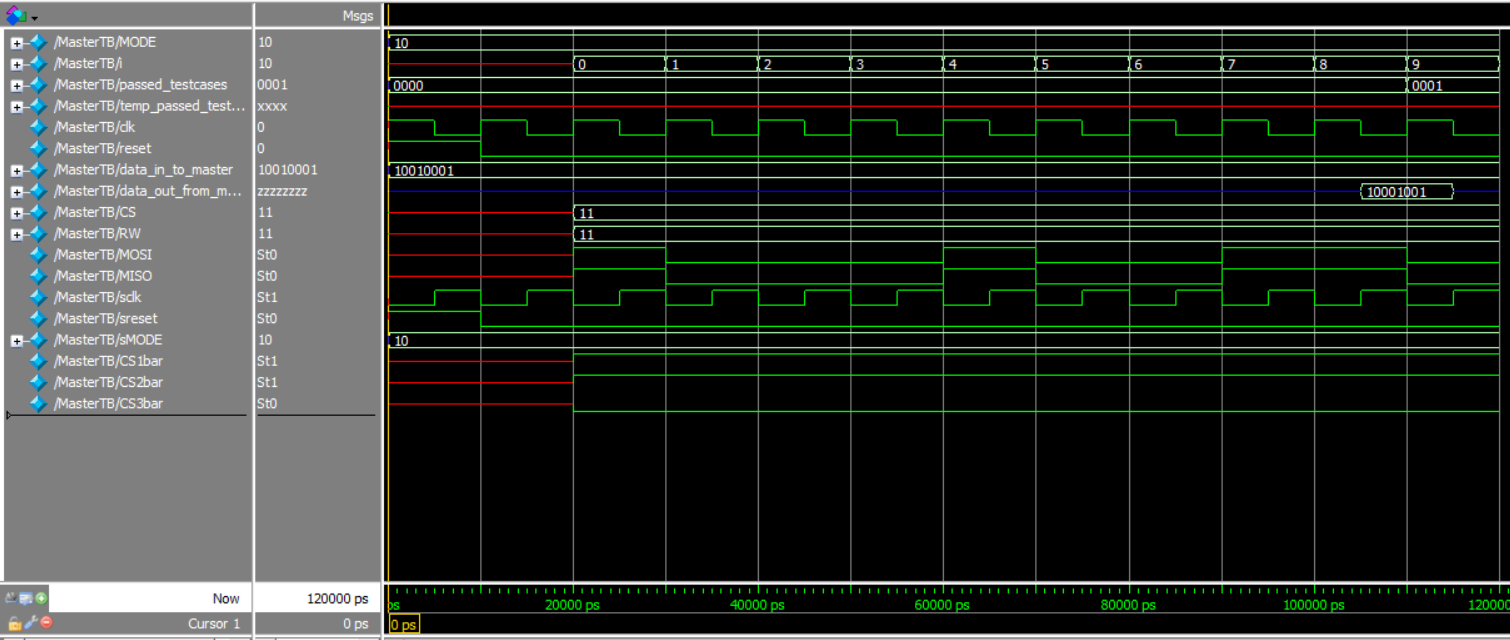 Msgs
/MasterTB/MODE 10 10
/MasterTB/i 10 0 1 2 3 4 5 6 7 8 9
/MasterTB/passed_testcases 0001 0000 0001
/MasterTB/temp_passed_test... xxxx
/MasterTB/clk 0
/MasterTB/reset 0
/MasterTB/data_in_to_master 10010001 10010001
/MasterTB/data_out_from_m... zzzzzzzz 10001001
/MasterTB/CS 11 11
/MasterTB/RW 11 11
/MasterTB/MOSI St0
/MasterTB/MISO St0
/MasterTB/sclk St1
/MasterTB/sreset St0
/MasterTB/sMODE 10 10
/MasterTB/CS1bar St1
/MasterTB/CS2bar St1
/MasterTB/CS3bar St0
Now 120000 ps ps 20000 ps 40000 ps 60000 ps 80000 ps 100000 ps 120000
Cursor 1 0 ps 0 ps